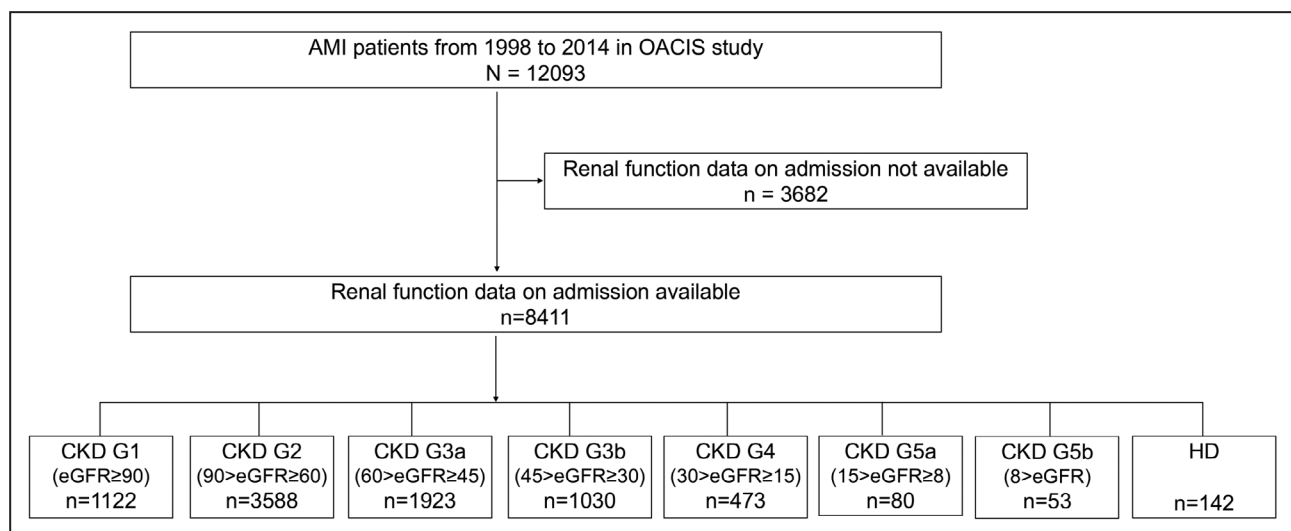 AMI patients from 1998 to 2014 in OACIS study
N = 12093
Renal function data on admission not available
n = 3682
Renal function data on admission available
n=8411
CKD G1
(eGFR≥90)
n=1122
CKD G2
(90>eGFR≥60)
n=3588
CKD G3a
(60>eGFR≥45)
n=1923
CKD G3b
(45>eGFR≥30)
n=1030
CKD G4
(30>eGFR≥15)
n=473
CKD G5a
(15>eGFR≥8)
n=80
CKD G5b
(8>eGFR)
n=53
HD
n=142